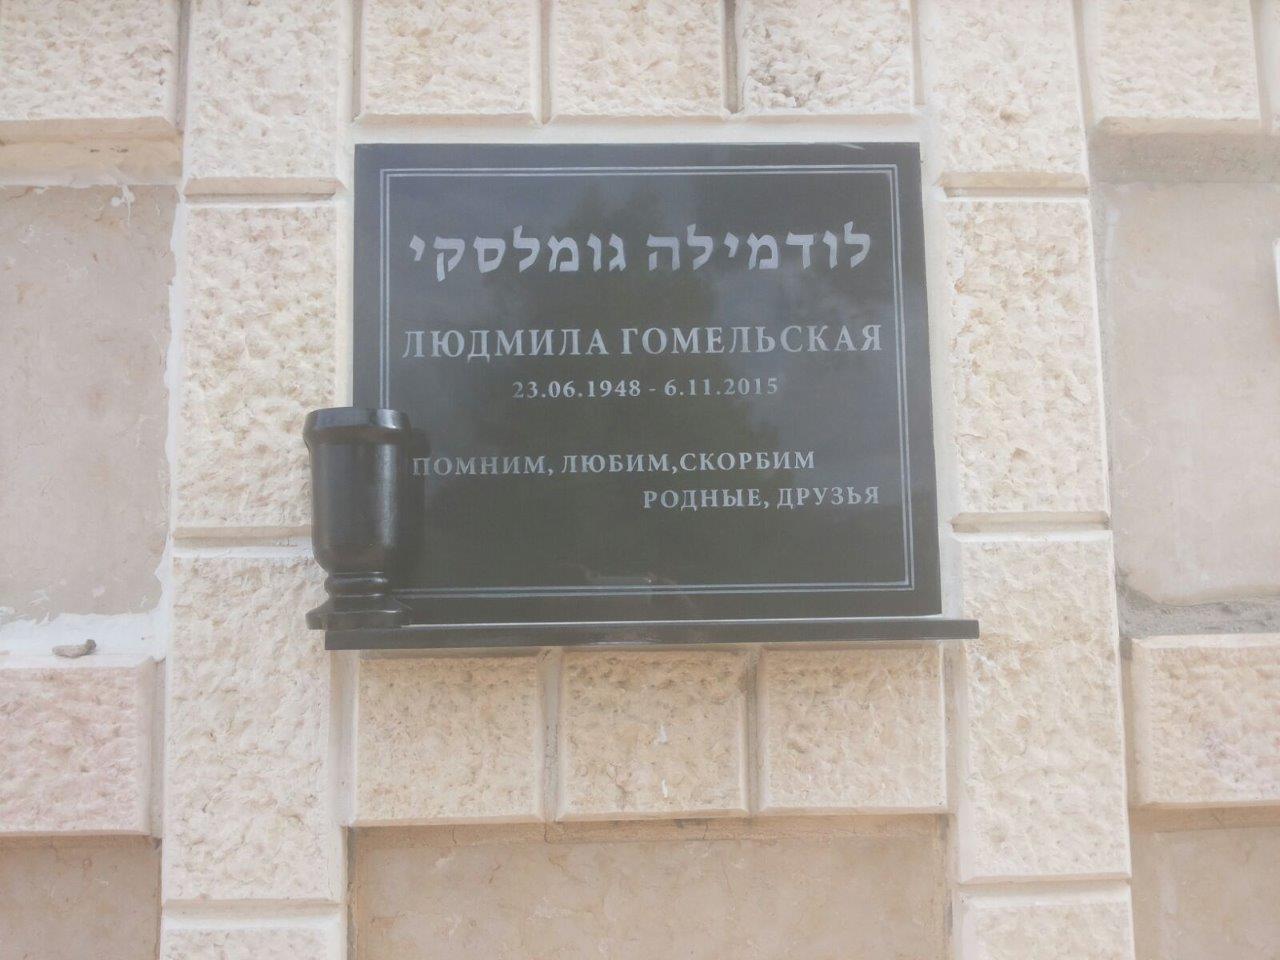 לודמילה גומלסקי
ЛЮДМИЛА ГОМЕЛЬСКАЯ
23.06.1948 - 6.11.2015
ПОМНИМ, ЛЮБИМ,СКОРБИМ
РОДНЫЕ, ДРУЗЬЯ